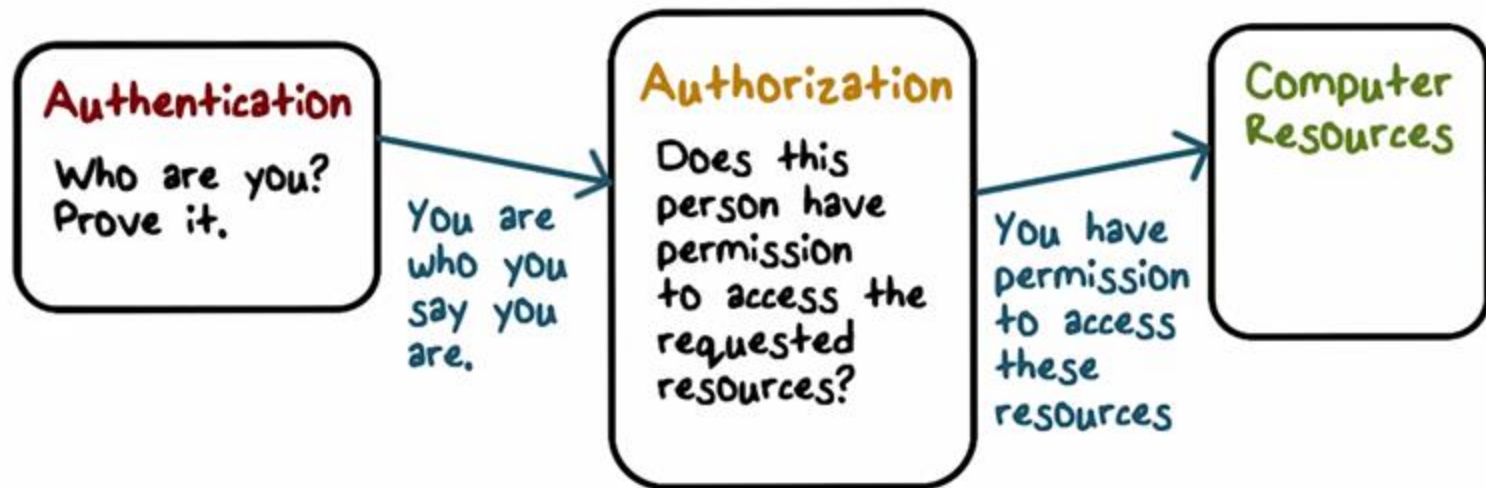 Authentication
Who are you?
Prove it.
You are
who you
say you
are.
Authorization
Does this
person have
permission
to access the
requested
resources?
You have
permission
to access
these
resources
Computer
Resources